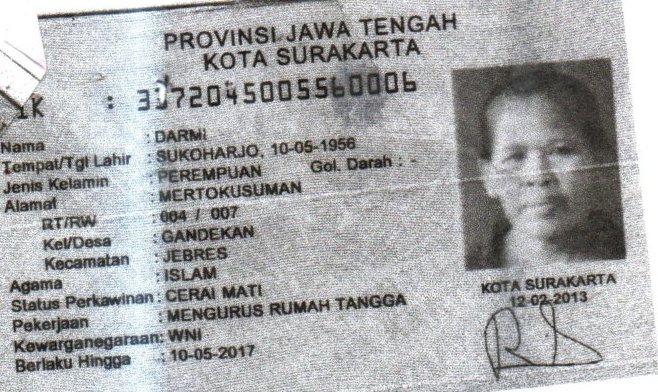 PROVINSI JAWA TENGAH
KOTA SURAKARTA
IK : 3372045005560006
Nama : DARMI
Tempat/Tgl Lahir : SUKOHARJO, 10-05-1956
Jenis Kelamin : PEREMPUAN Gol. Darah : -
Alamat : MERTOKUSUMAN
RT/RW : 004 / 007
Kel/Desa : GANDEKAN
Kecamatan : JEBRES
Agama : ISLAM
Status Perkawinan : CERAI MATI
Pekerjaan : MENGURUS RUMAH TANGGA
Kewarganegaraan: WNI
Berlaku Hingga : 10-05-2017
KOTA SURAKARTA
12-02-2013